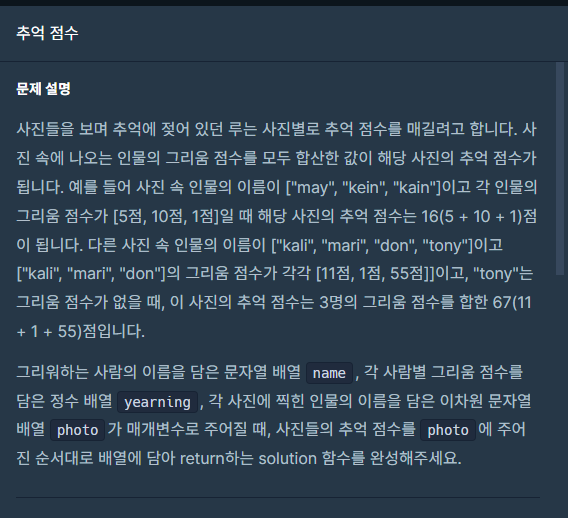 추억 점수
문제 설명
사진들을 보며 추억에 젖어 있던 루는 사진별로 추억 점수를 매길려고 합니다. 사
진 속에 나오는 인물의 그리움 점수를 모두 합산한 값이 해당 사진의 추억 점수가
됩니다. 예를 들어 사진 속 인물의 이름이 ["may", "kein", "kain"]이고 각 인물의
그리움 점수가 [5점, 10점, 1점]일 때 해당 사진의 추억 점수는 16(5 + 10 + 1)점
이 됩니다. 다른 사진 속 인물의 이름이 ["kali", "mari", "don", "tony"]이고
["kali", "mari", "don"]의 그리움 점수가 각각 [11점, 1점, 55점]]이고, "tony"는
그리움 점수가 없을 때, 이 사진의 추억 점수는 3명의 그리움 점수를 합한 67(11
+ 1 + 55)점입니다.
그리워하는 사람의 이름을 담은 문자열 배열 name, 각 사람별 그리움 점수를
담은 정수 배열 yearning, 각 사진에 찍힌 인물의 이름을 담은 이차원 문자열
배열 photo가 매개변수로 주어질 때, 사진들의 추억 점수를 photo에 주어
진 순서대로 배열에 담아 return하는 solution 함수를 완성해주세요.